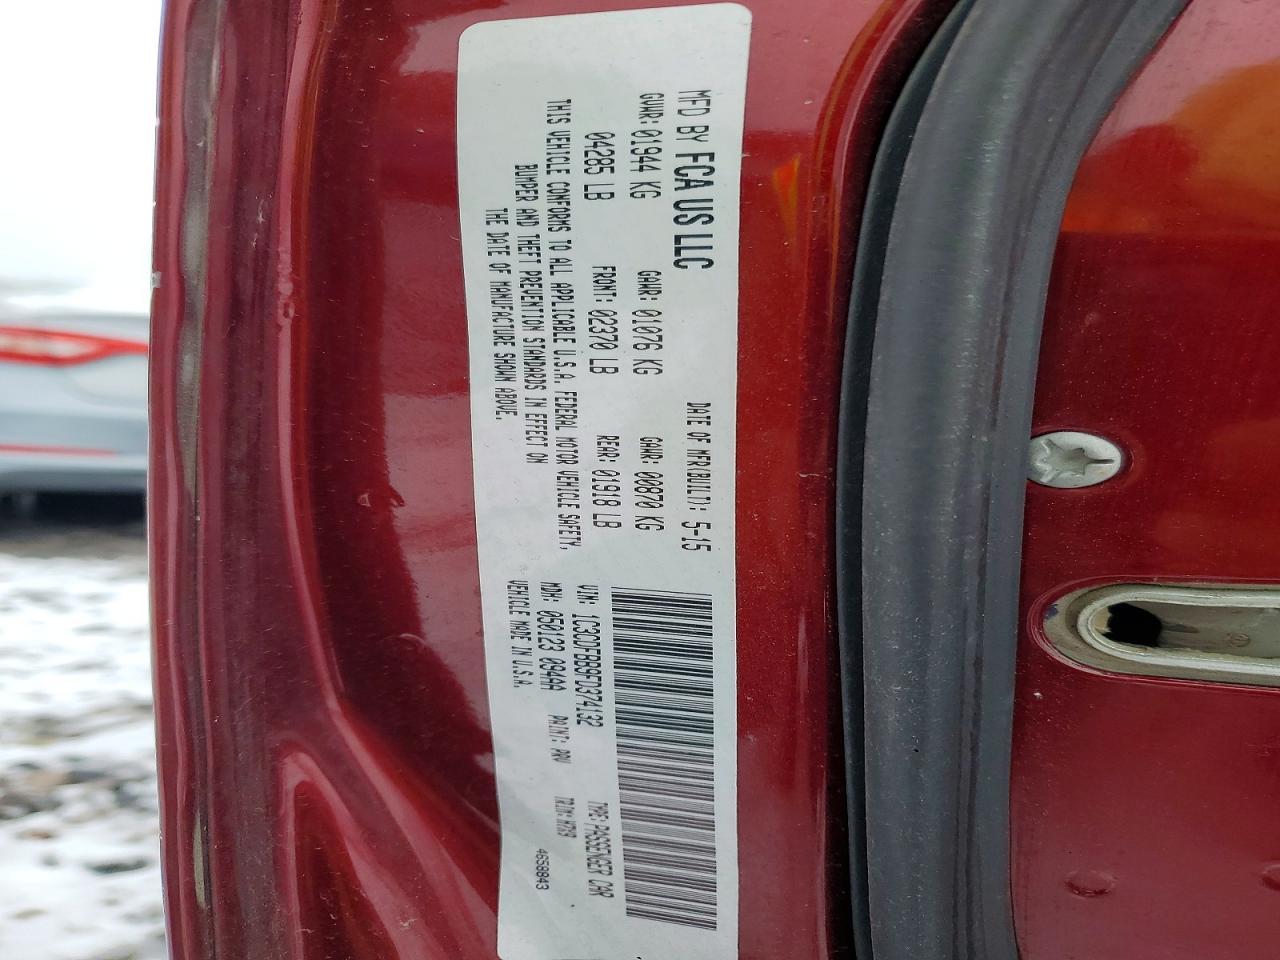 MFD BY FCA US LLC DATE OF MFR(BUILT): 5-15
GVWR: 01944 KG GAWR: 01076 KG GAWR: 00870 KG
04285 LB FRONT: 02370 LB REAR: 01918 LB
THIS VEHICLE CONFORMS TO ALL APPLICABLE U.S.A. FEDERAL MOTOR VEHICLE SAFETY,
BUMPER AND THEFT PREVENTION STANDARDS IN EFFECT ON
THE DATE OF MANUFACTURE SHOWN ABOVE.
VIN: 1C3CDFBB9FD374132 TYPE: PASSENGER CAR
MDH: 050123 094AA PAINT: PRV TRIM: H7X9
VEHICLE MADE IN U.S.A. 4658943